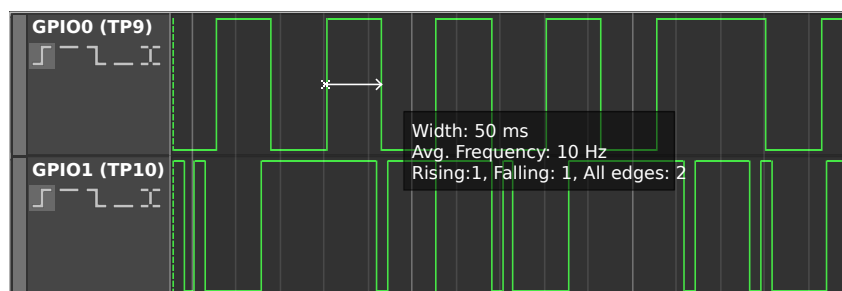 GPIO0 (TP9)
Width: 50 ms
Avg. Frequency: 10 Hz
Rising:1, Falling: 1, All edges: 2
GPIO1 (TP10)